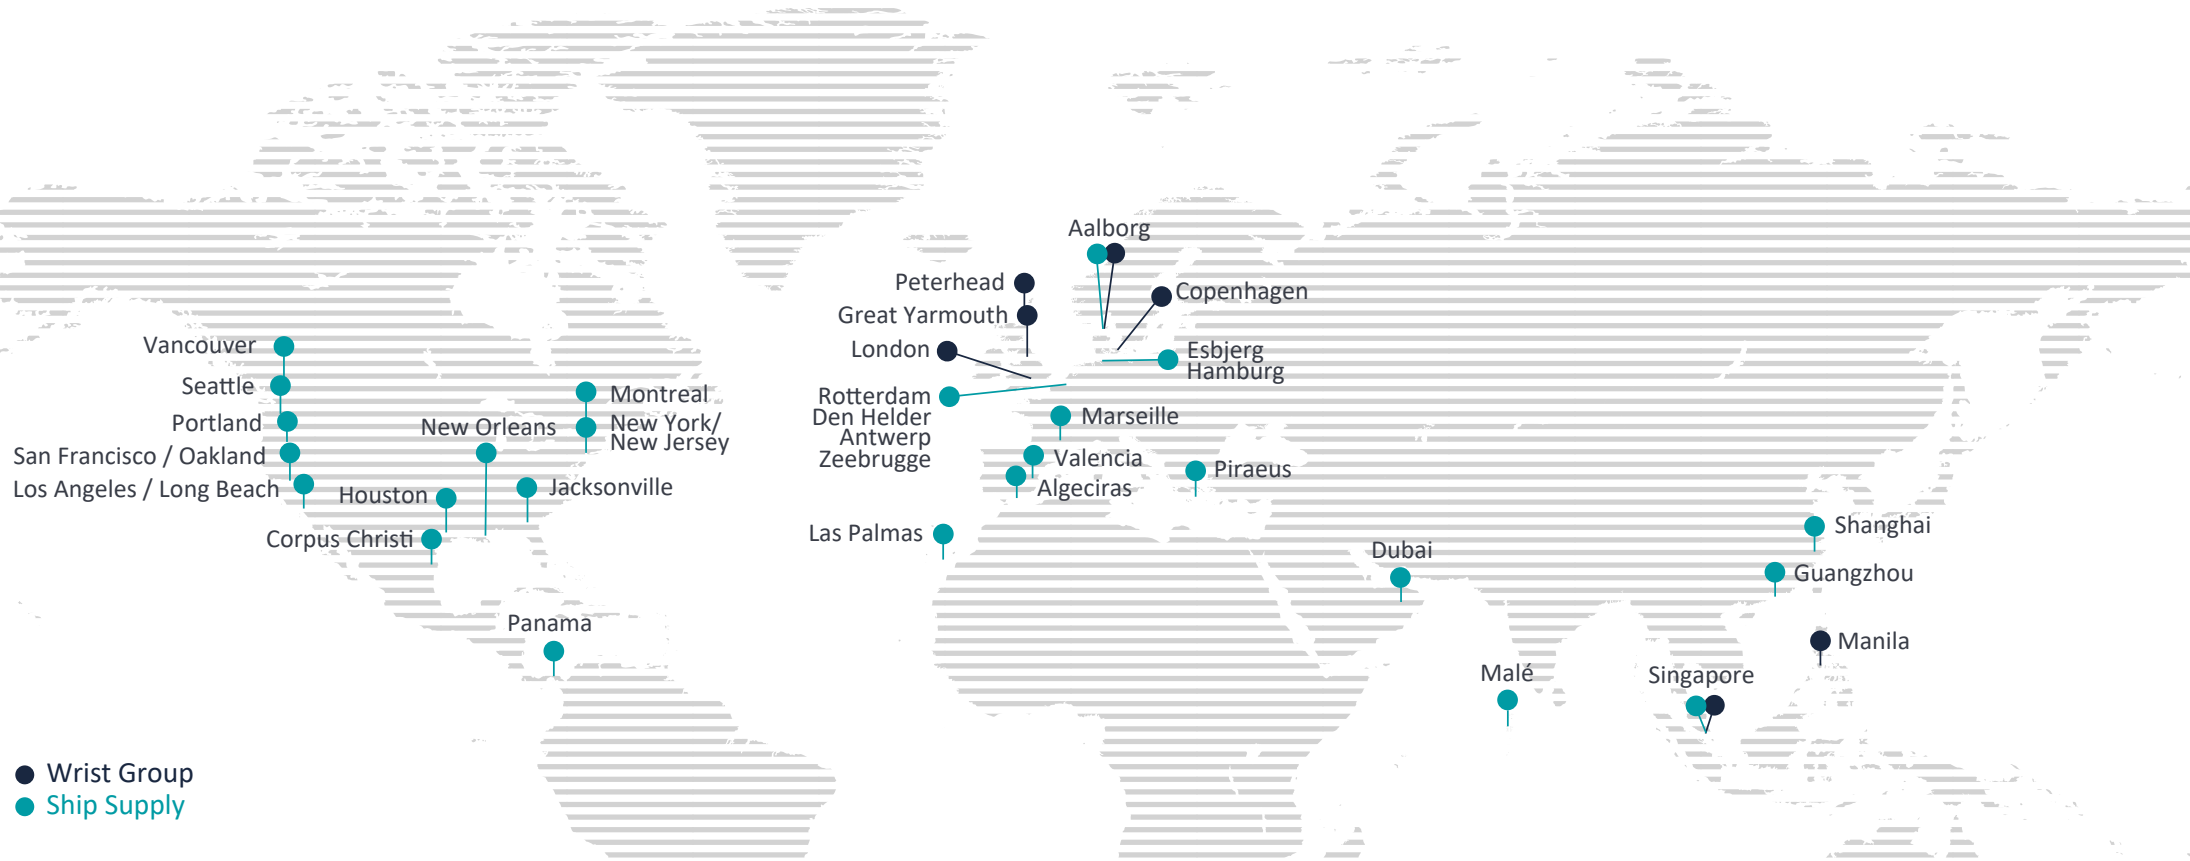 Aalborg
Peterhead
Copenhagen
Great Yarmouth
London
Esbjerg
Hamburg
Vancouver
Seattle
Portland
San Francisco / Oakland
Los Angeles / Long Beach
Montreal
New York/
New Jersey
New Orleans
Houston
Jacksonville
Corpus Christi
Panama
Rotterdam
Den Helder
Antwerp
Zeebrugge
Marseille
Valencia
Algeciras
Piraeus
Las Palmas
Dubai
Shanghai
Guangzhou
Manila
Malé
Singapore
Wrist Group
Ship Supply